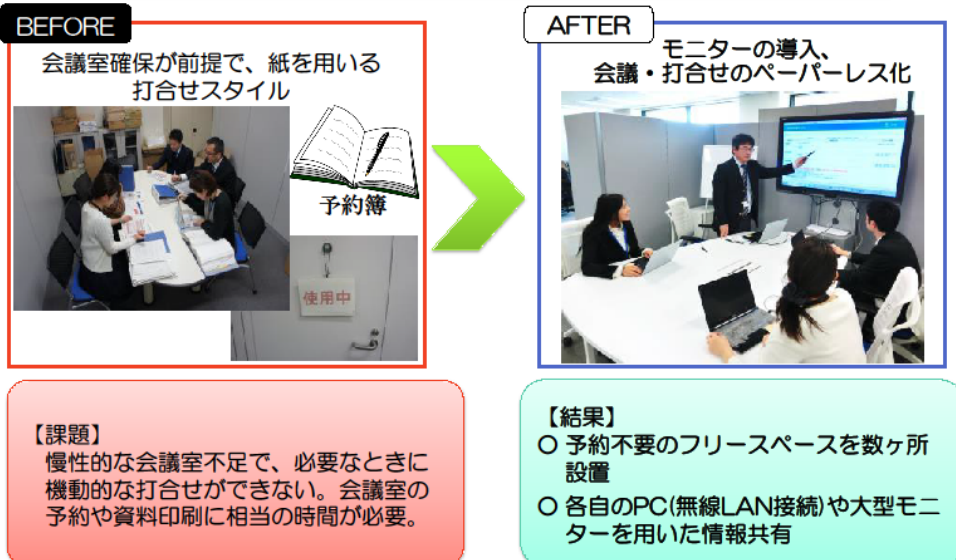 BEFORE
会議室確保が前提で、紙を用いる
打合せスタイル
予約簿
使用中
AFTER
モニターの導入、
会議・打合せのペーパーレス化
【課題】
慢性的な会議室不足で、必要なときに
機動的な打合せができない。会議室の
予約や資料印刷に相当の時間が必要。
【結果】
○ 予約不要のフリースペースを数ヶ所
設置
○ 各自のPC(無線LAN接続)や大型モニ
ターを用いた情報共有